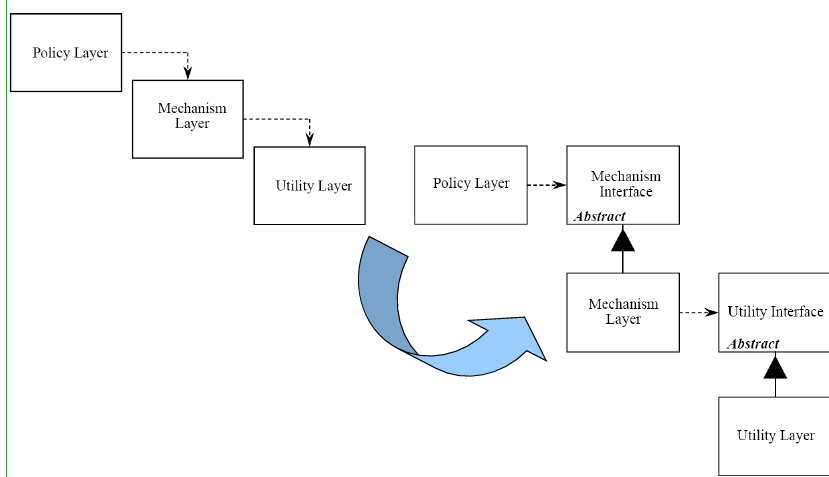 Policy Layer
Mechanism
Layer
Utility Layer
Policy Layer
Mechanism
Interface
Abstract
Mechanism
Layer
Utility Interface
Abstract
Utility Layer